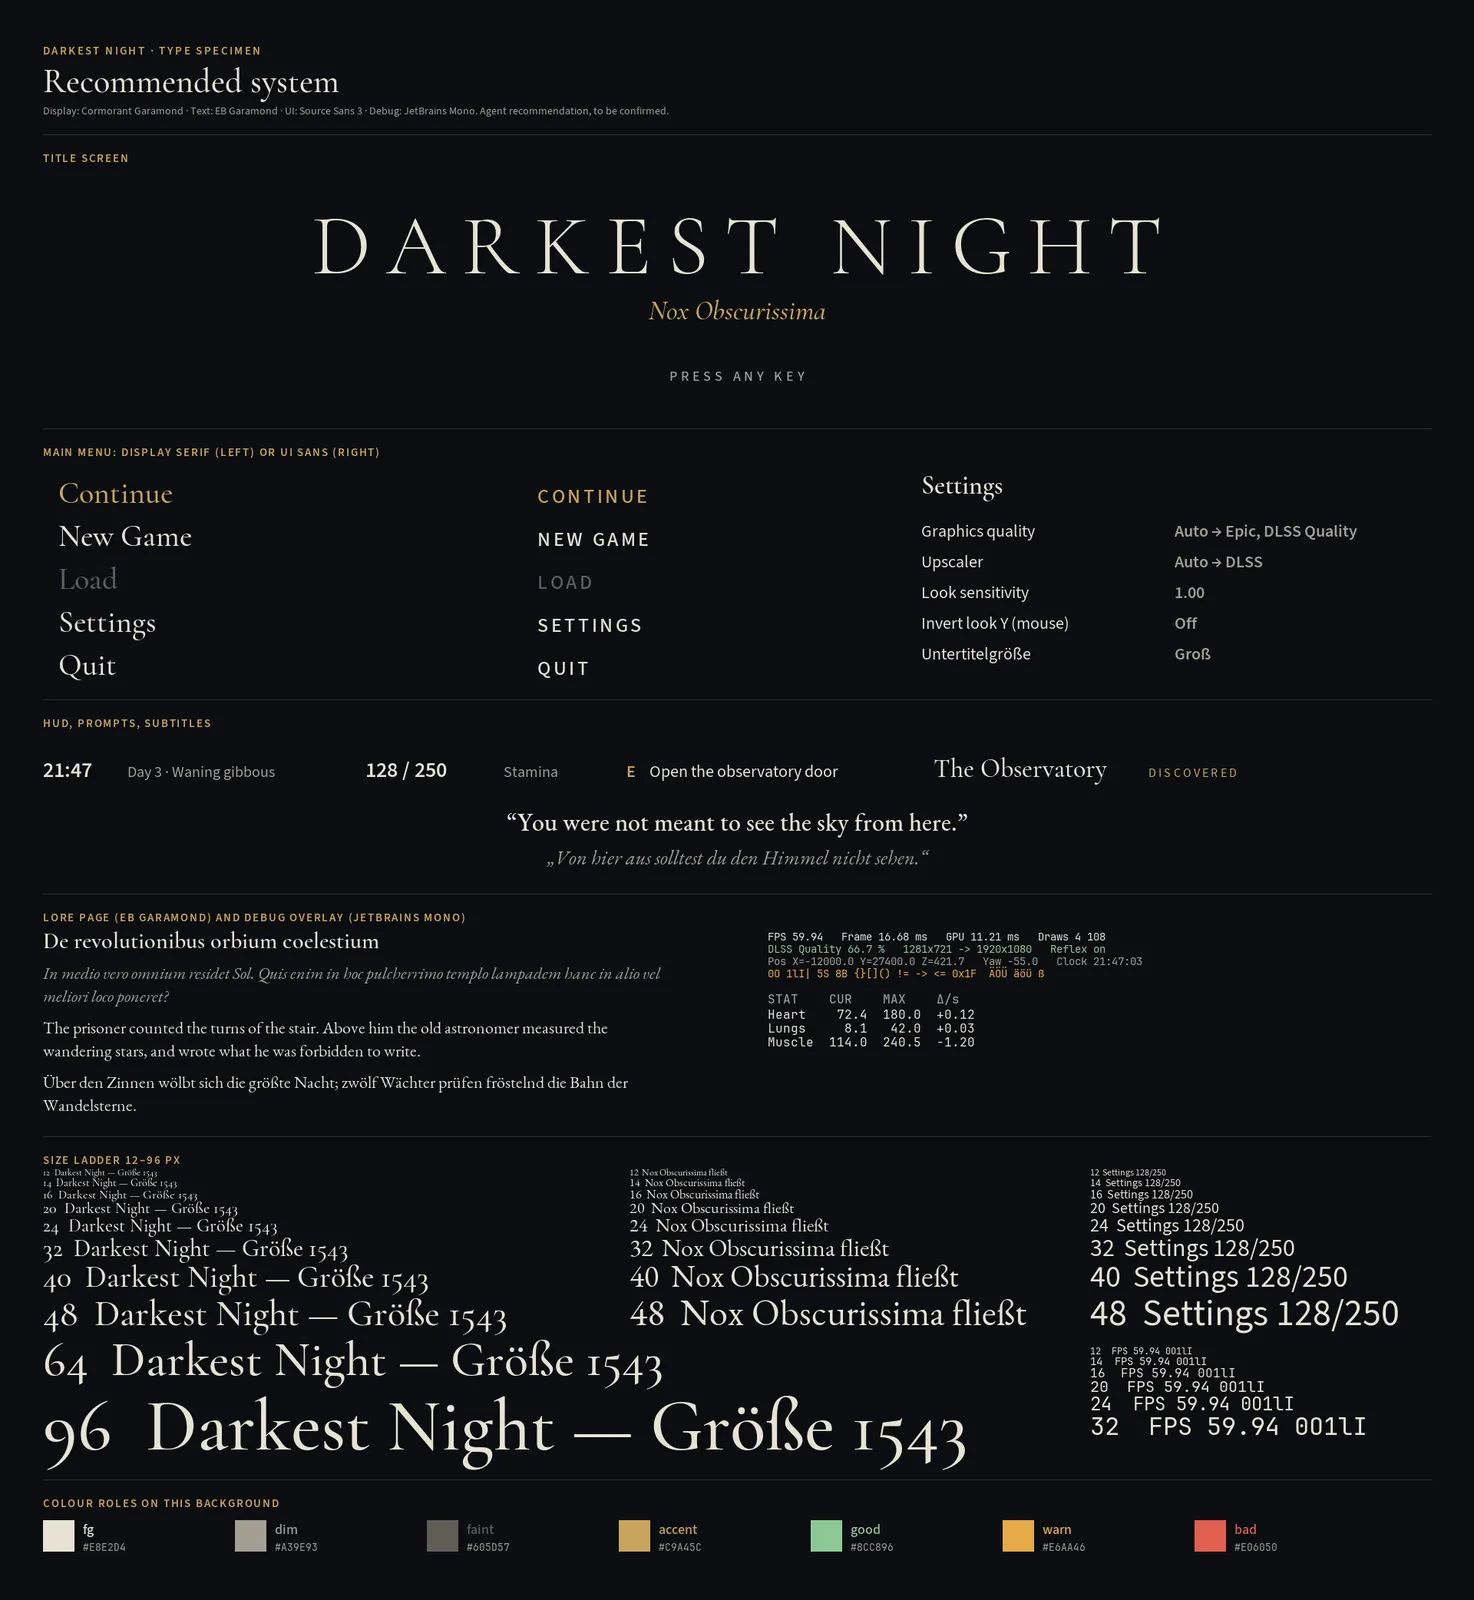 DARKEST NIGHT · TYPE SPECIMEN
Recommended system
Display: Cormorant Garamond · Text: EB Garamond · UI: Source Sans 3 · Debug: JetBrains Mono. Agent recommendation, to be confirmed.
TITLE SCREEN
DARKEST NIGHT
Nox Obscurissima
PRESS ANY KEY
MAIN MENU: DISPLAY SERIF (LEFT) OR UI SANS (RIGHT)
Continue
New Game
Load
Settings
Quit
CONTINUE
NEW GAME
LOAD
SETTINGS
QUIT
Settings
Graphics quality Auto → Epic, DLSS Quality
Upscaler Auto → DLSS
Look sensitivity 1.00
Invert look Y (mouse) Off
Untertitelgröße Groß
HUD, PROMPTS, SUBTITLES
21:47 Day 3 · Waning gibbous 128 / 250 Stamina E Open the observatory door The Observatory DISCOVERED
“You were not meant to see the sky from here.”
„Von hier aus solltest du den Himmel nicht sehen.“
LORE PAGE (EB GARAMOND) AND DEBUG OVERLAY (JETBRAINS MONO)
De revolutionibus orbium coelestium
In medio vero omnium residet Sol. Quis enim in hoc pulcherrimo templo lampadem hanc in alio vel
meliori loco poneret?
The prisoner counted the turns of the stair. Above him the old astronomer measured the
wandering stars, and wrote what he was forbidden to write.
Über den Zinnen wölbt sich die größte Nacht; zwölf Wächter prüfen fröstelnd die Bahn der
Wandelsterne.
FPS 59.94 Frame 16.68 ms GPU 11.21 ms Draws 4 108
DLSS Quality 66.7 % 1281x721 -> 1920x1080 Reflex on
Pos X=-12000.0 Y=27400.0 Z=421.7 Yaw -55.0 Clock 21:47:03
0O 1lI| 5S 8B {}[]() != -> <= 0x1F ÄÖÜ äöü ß
STAT CUR MAX Δ/s
Heart 72.4 180.0 +0.12
Lungs 8.1 42.0 +0.03
Muscle 114.0 240.5 -1.20
SIZE LADDER 12–96 PX
12 Darkest Night — Größe 1543
14 Darkest Night — Größe 1543
16 Darkest Night — Größe 1543
20 Darkest Night — Größe 1543
24 Darkest Night — Größe 1543
32 Darkest Night — Größe 1543
40 Darkest Night — Größe 1543
48 Darkest Night — Größe 1543
64 Darkest Night — Größe 1543
96 Darkest Night — Größe 1543
12 Nox Obscurissima fließt
14 Nox Obscurissima fließt
16 Nox Obscurissima fließt
20 Nox Obscurissima fließt
24 Nox Obscurissima fließt
32 Nox Obscurissima fließt
40 Nox Obscurissima fließt
48 Nox Obscurissima fließt
12 Settings 128/250
14 Settings 128/250
16 Settings 128/250
20 Settings 128/250
24 Settings 128/250
32 Settings 128/250
40 Settings 128/250
48 Settings 128/250
12 FPS 59.94 0O1lI
14 FPS 59.94 0O1lI
16 FPS 59.94 0O1lI
20 FPS 59.94 0O1lI
24 FPS 59.94 0O1lI
32 FPS 59.94 0O1lI
COLOUR ROLES ON THIS BACKGROUND
fg
#E8E2D4
dim
#A39E93
faint
#605D57
accent
#C9A45C
good
#8CC896
warn
#E6AA46
bad
#E06050